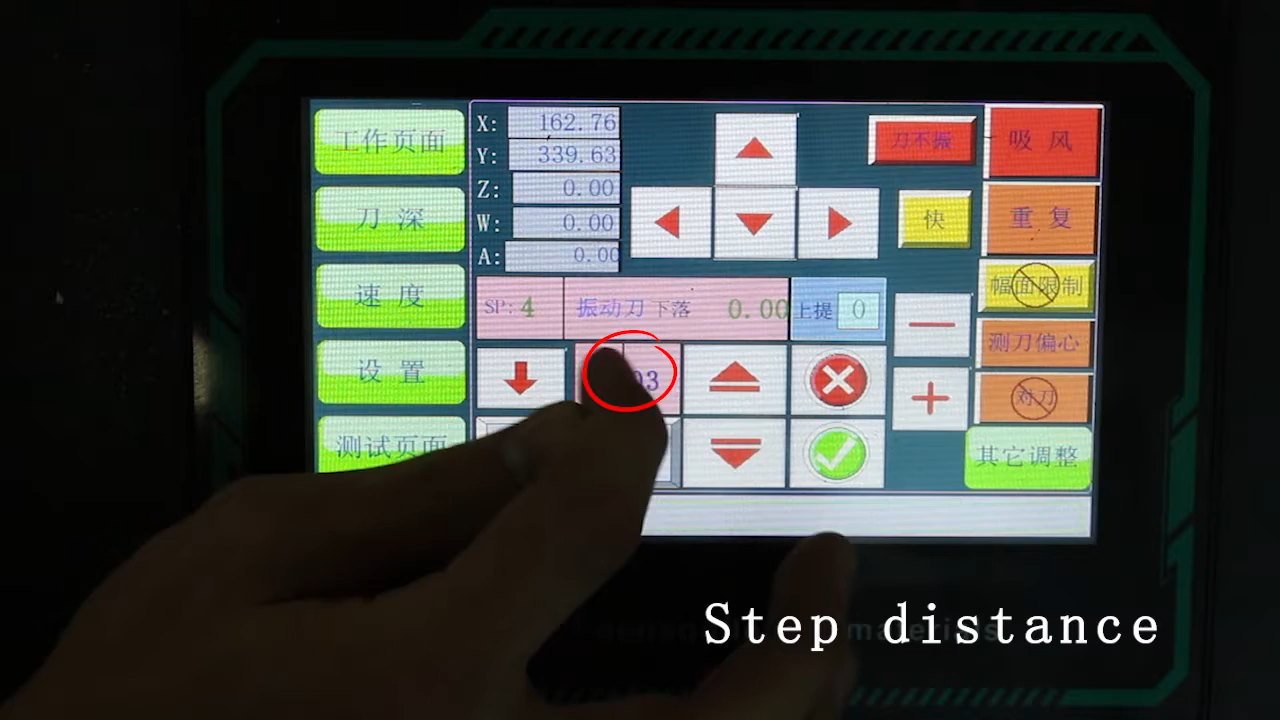 工作页面
刀 深
速 度
设 置
测试页面
X: 162.76
Y: 339.63
Z: 0.00
W: 0.00
A: 0.00
刀不振
快
吸 风
重 复
幅面限制
测刀偏心
对刀
其它调整
SP: 4
振动刀 下落 0.00
上提 0
Step distance